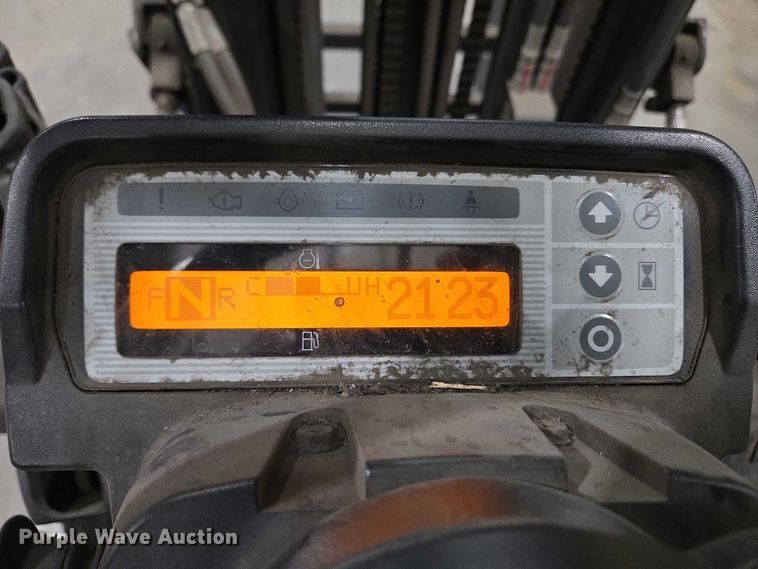 F N R C H 21 23
Purple Wave Auction